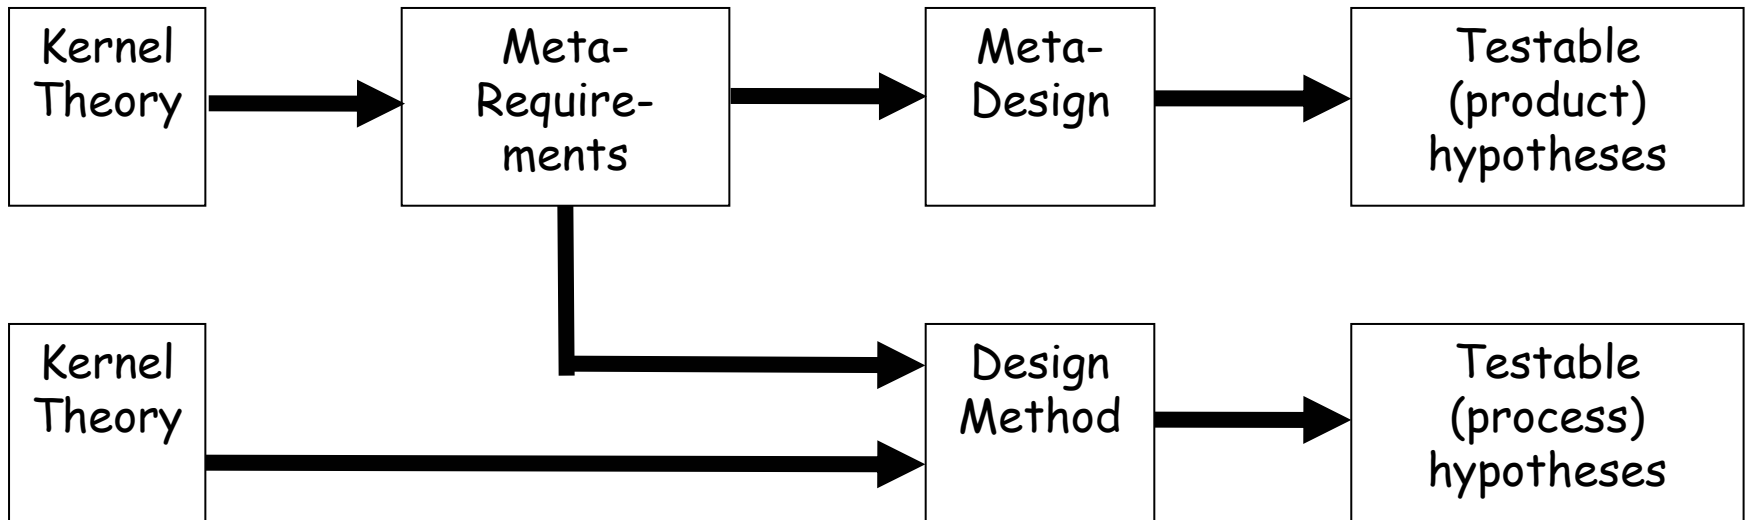 Kernel
Theory
Meta-
Require-
ments
Meta-
Design
Testable
(product)
hypotheses
Kernel
Theory
Design
Method
Testable
(process)
hypotheses